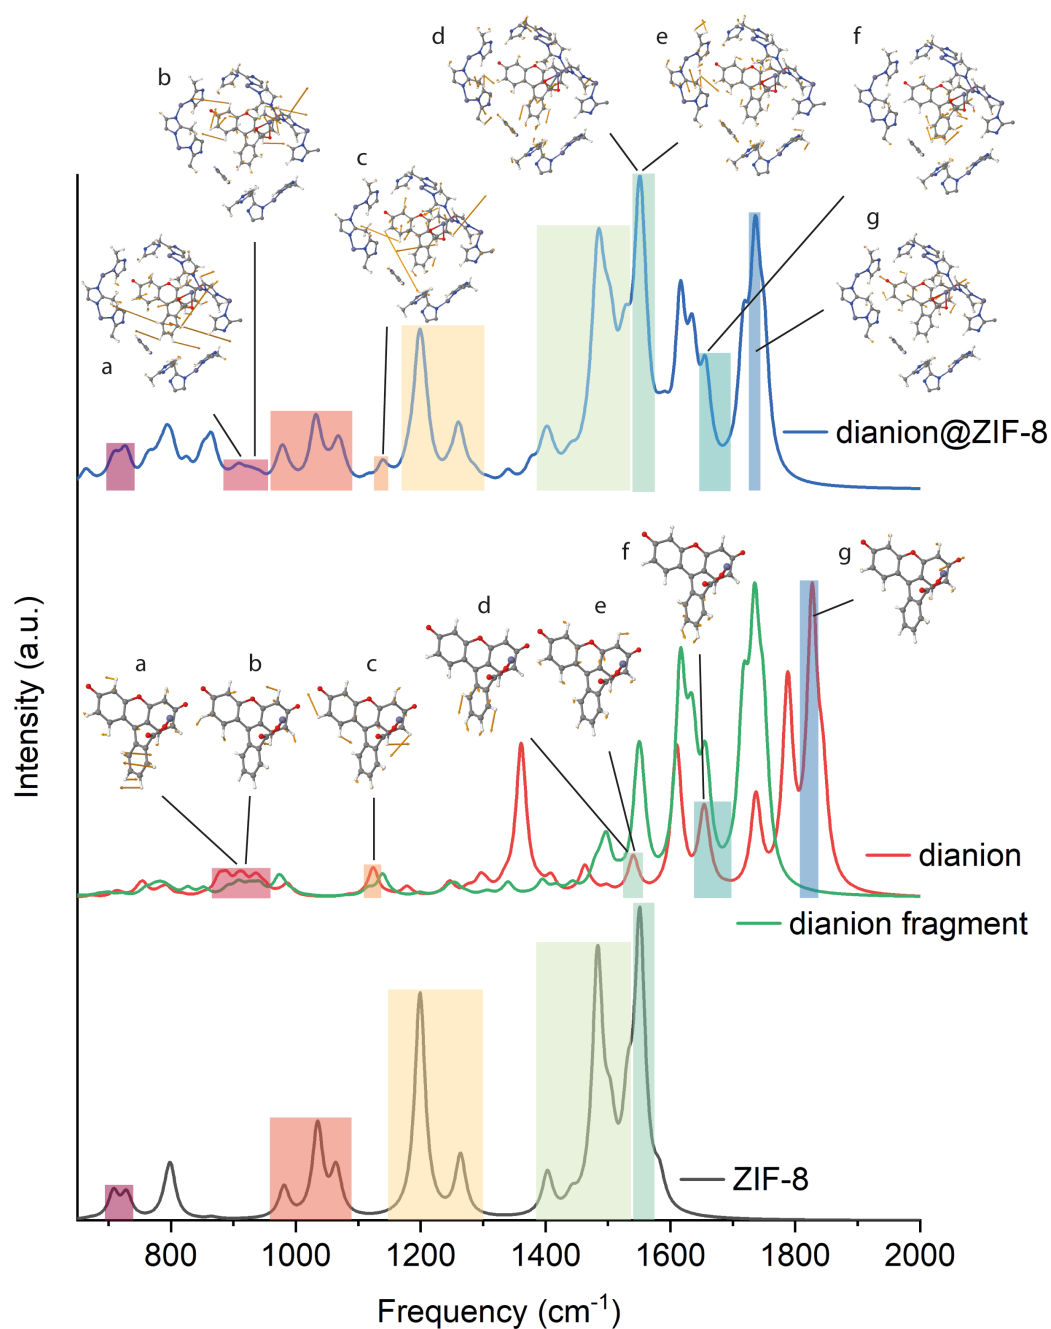 d
e
f
b
c
g
a
dianion@ZIF-8
f
g
d
e
a
b
c
dianion
dianion fragment
ZIF-8
Intensity (a.u.)
800 1000 1200 1400 1600 1800 2000
Frequency (cm⁻¹)